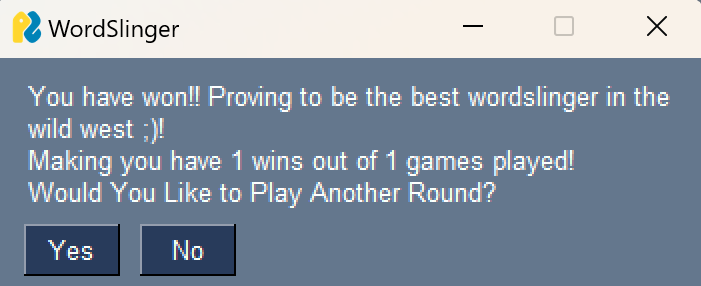 WordSlinger
You have won!! Proving to be the best wordslinger in the
wild west ;)!
Making you have 1 wins out of 1 games played!
Would You Like to Play Another Round?
Yes No